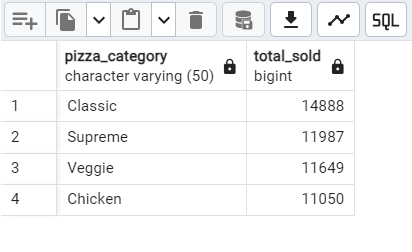 SQL
pizza_category total_sold
character varying (50) bigint
1 Classic 14888
2 Supreme 11987
3 Veggie 11649
4 Chicken 11050